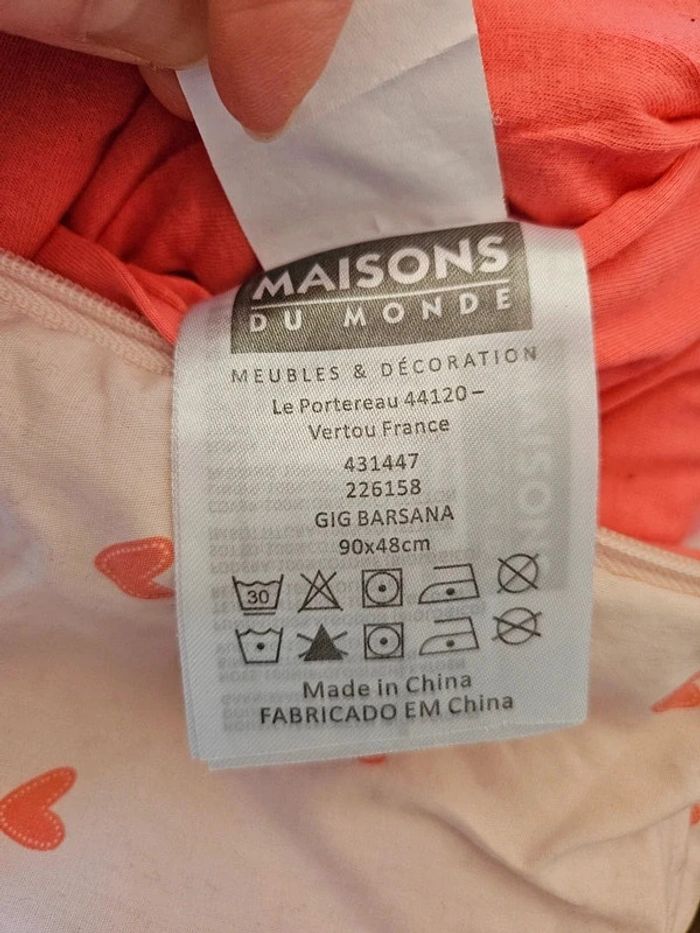 MAISONS
DU MONDE
MEUBLES & DÉCORATION
Le Portereau 44120 –
Vertou France
431447
226158
GIG BARSANA
90x48cm
30
Made in China
FABRICADO EM China